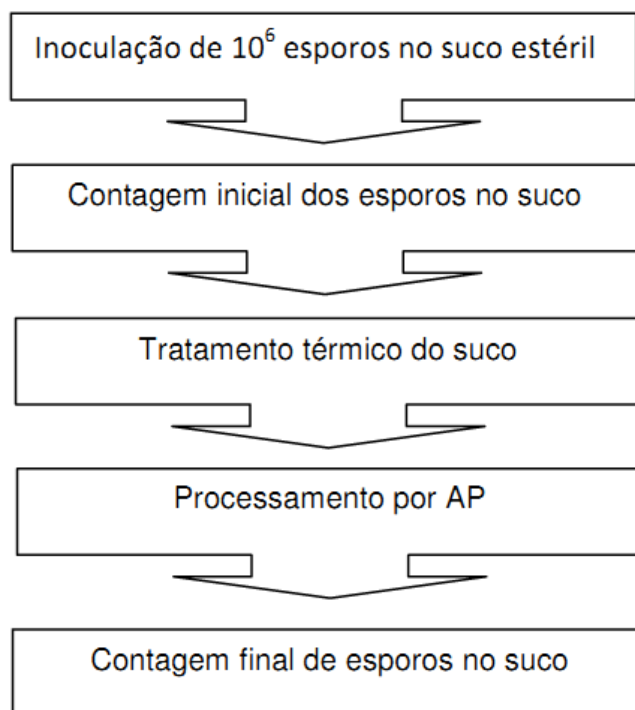 Inoculação de 10⁶ esporos no suco estéril
Contagem inicial dos esporos no suco
Tratamento térmico do suco
Processamento por AP
Contagem final de esporos no suco